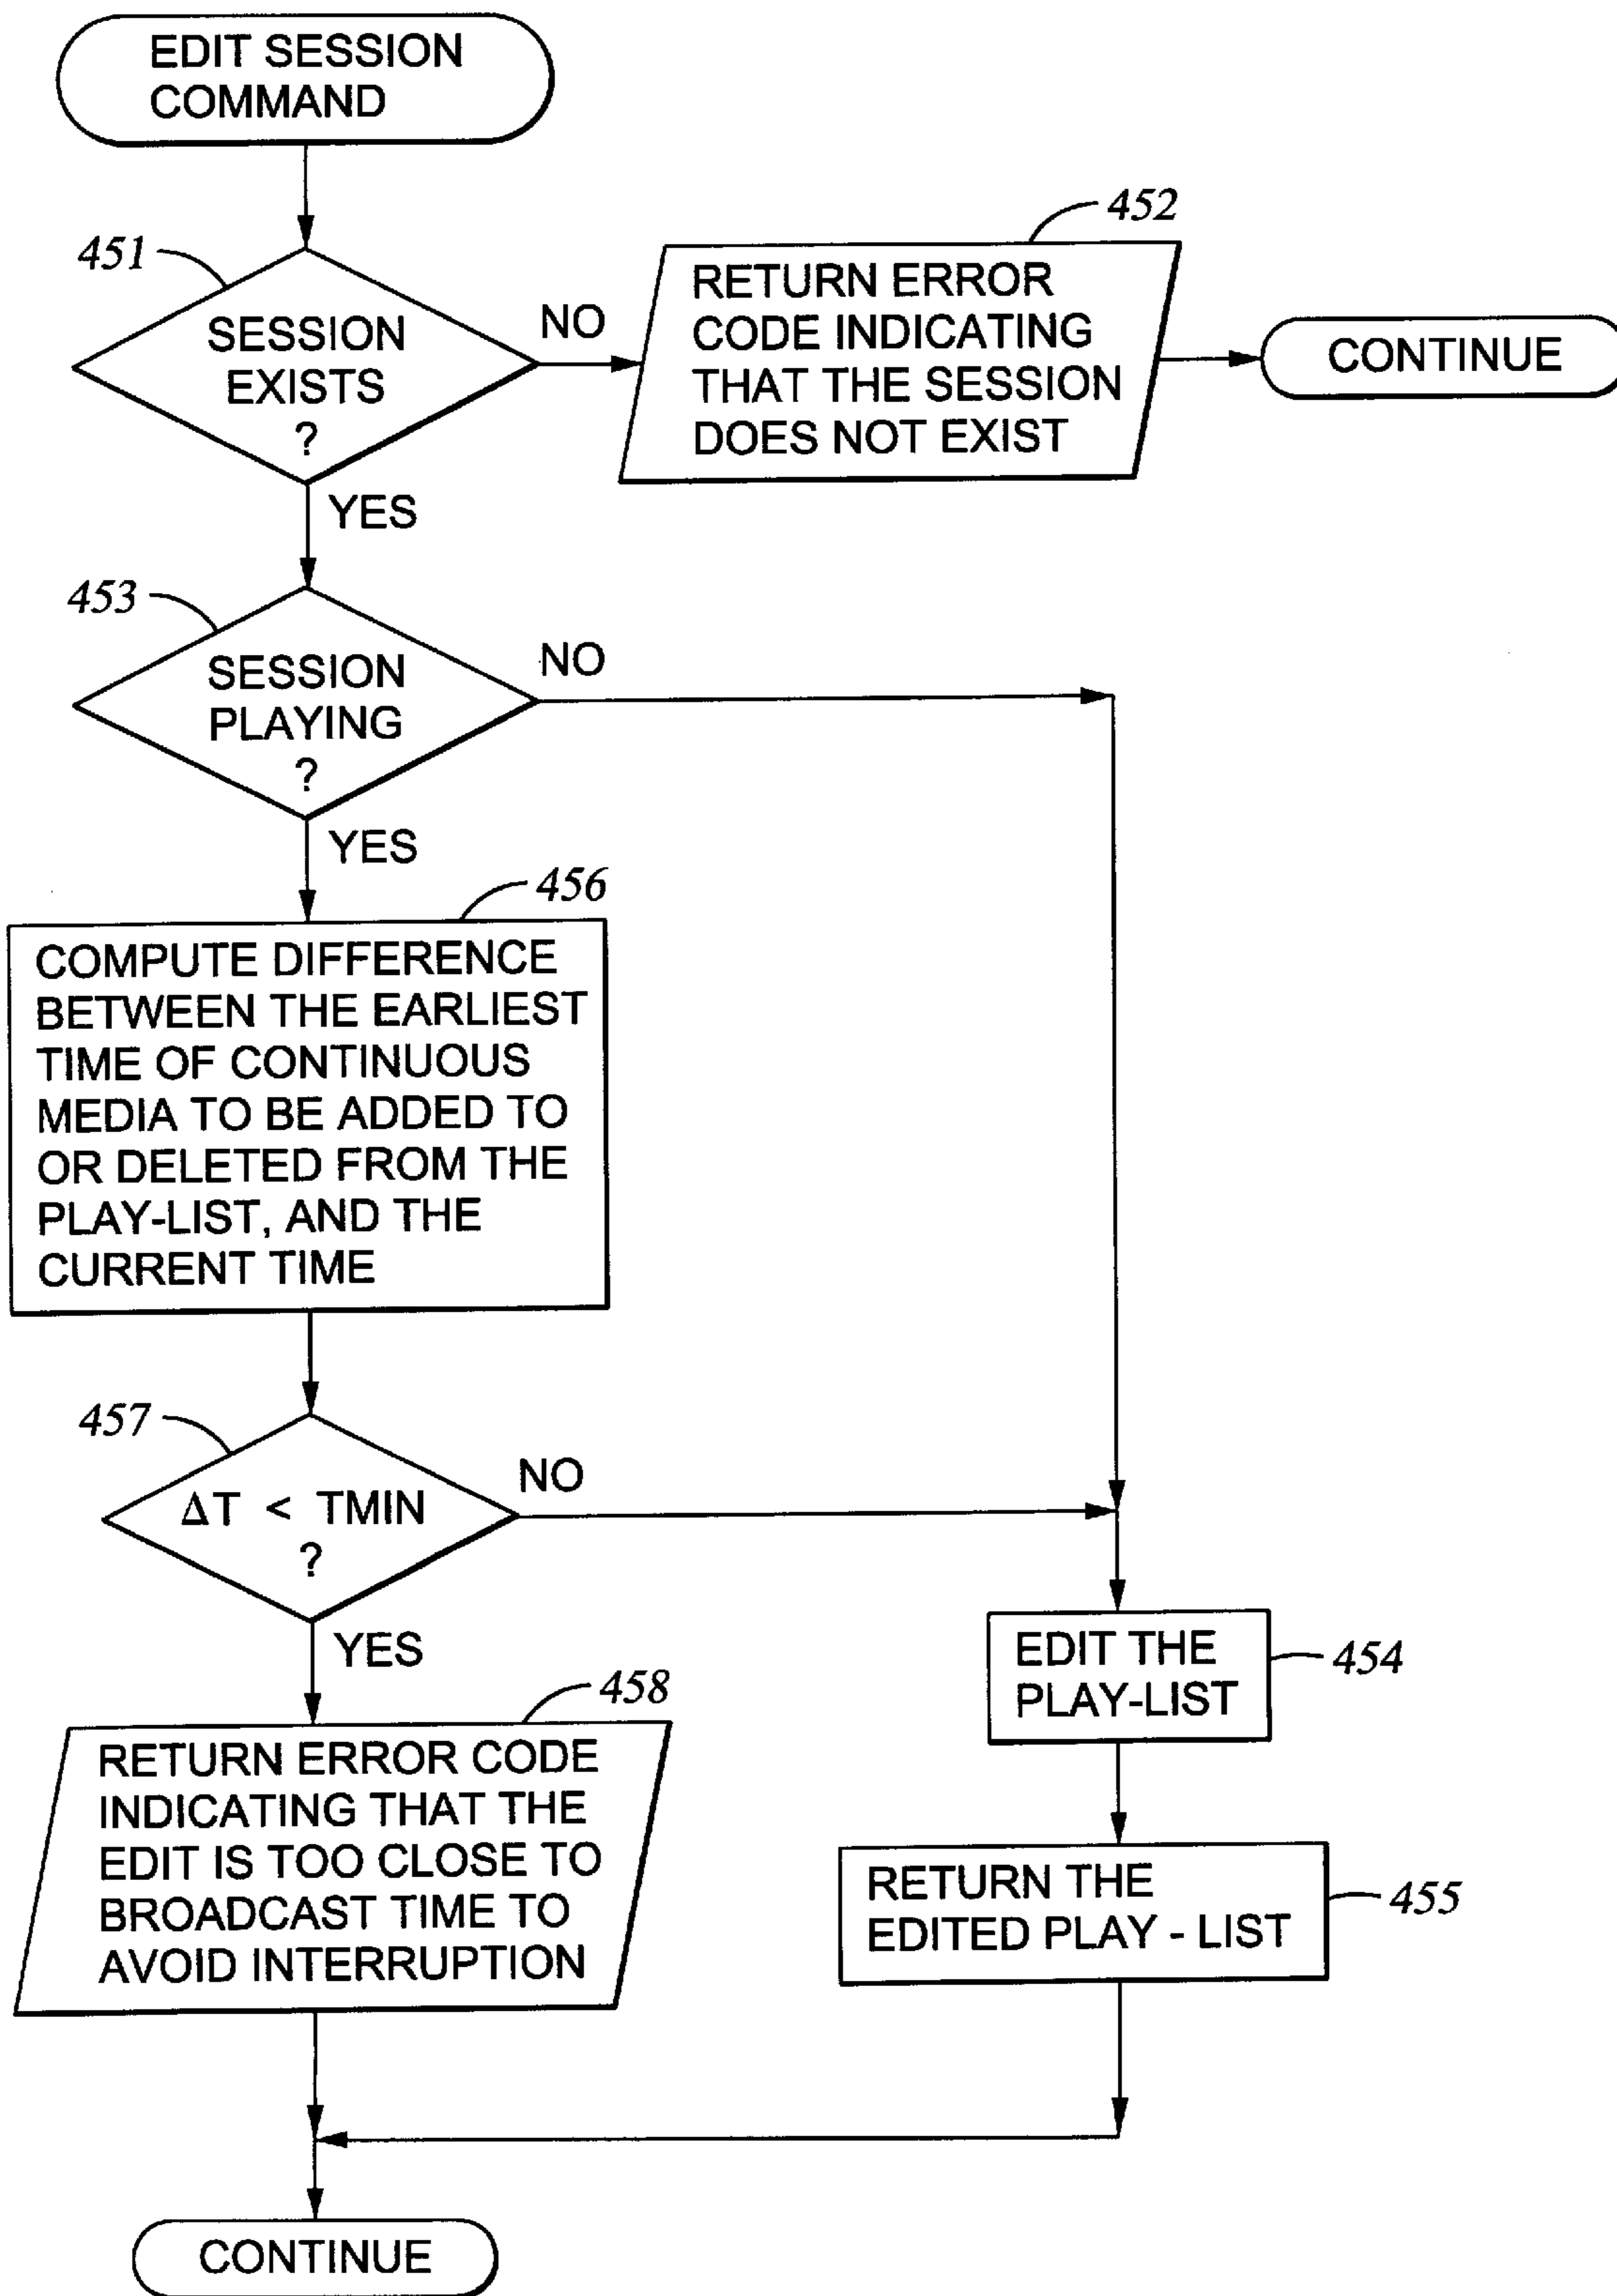 EDIT SESSION
COMMAND
451
SESSION
EXISTS
?
NO
452
RETURN ERROR
CODE INDICATING
THAT THE SESSION
DOES NOT EXIST
CONTINUE
YES
453
SESSION
PLAYING
?
NO
YES
456
COMPUTE DIFFERENCE
BETWEEN THE EARLIEST
TIME OF CONTINUOUS
MEDIA TO BE ADDED TO
OR DELETED FROM THE
PLAY-LIST, AND THE
CURRENT TIME
457
ΔT < TMIN
?
NO
YES
454
EDIT THE
PLAY-LIST
458
RETURN ERROR CODE
INDICATING THAT THE
EDIT IS TOO CLOSE TO
BROADCAST TIME TO
AVOID INTERRUPTION
455
RETURN THE
EDITED PLAY - LIST
CONTINUE